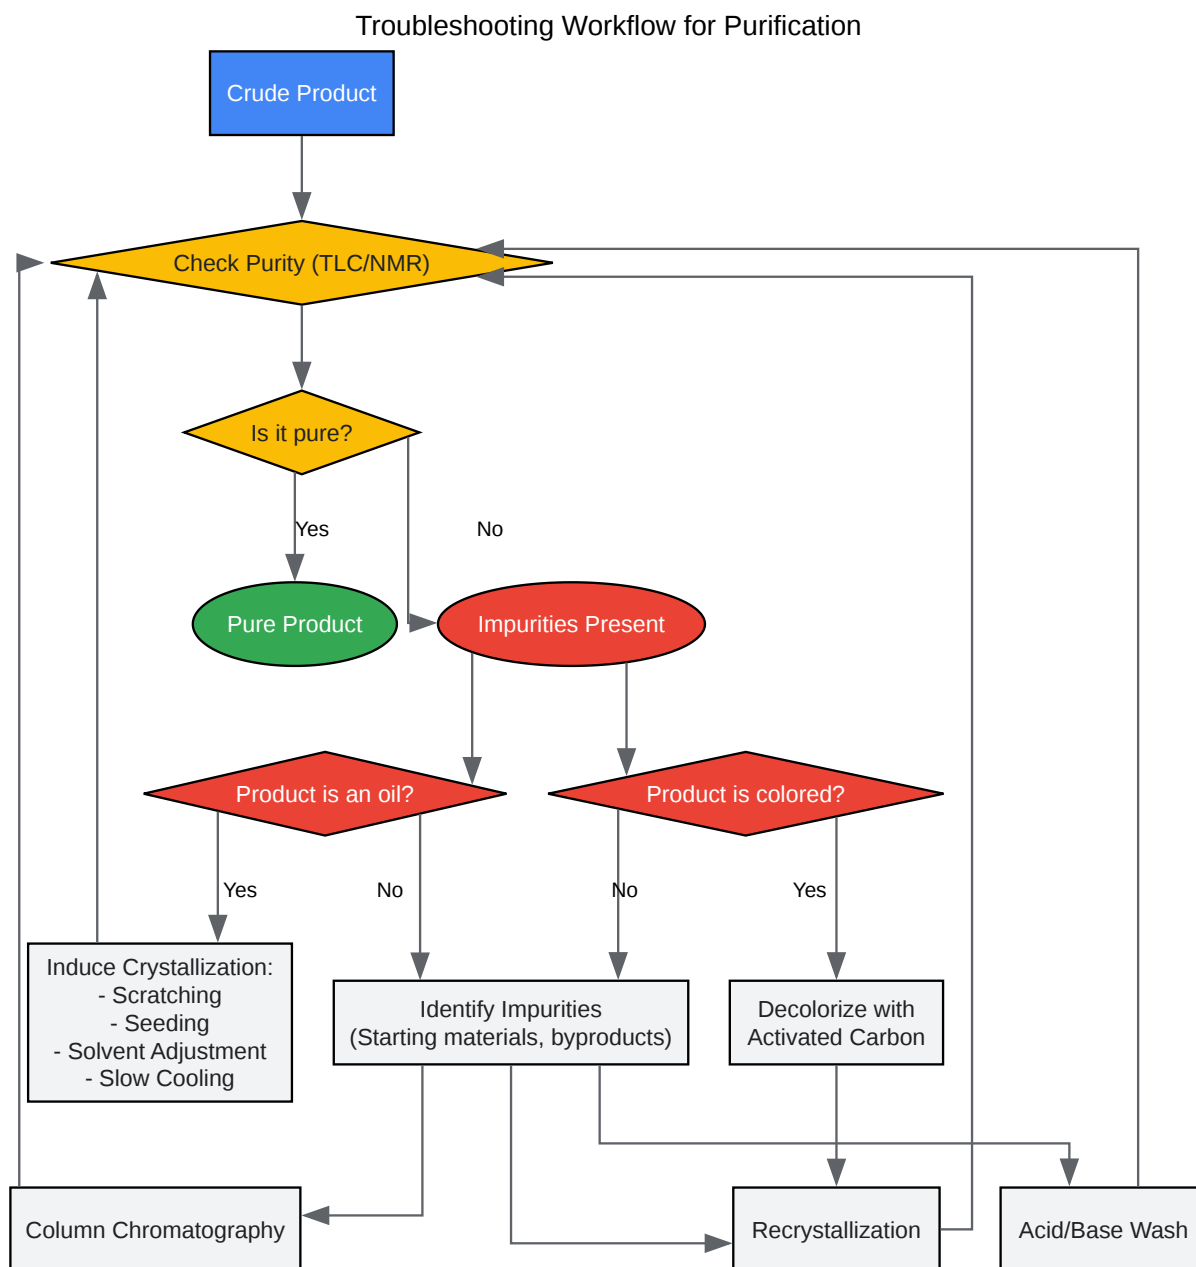 Troubleshooting Workflow for Purification
Crude Product
Check Purity (TLC/NMR)
Is it pure?
Yes
No
Pure Product
Impurities Present
Product is an oil?
Product is colored?
Yes
No
No
Yes
Induce Crystallization:
- Scratching
- Seeding
- Solvent Adjustment
- Slow Cooling
Identify Impurities
(Starting materials, byproducts)
Decolorize with
Activated Carbon
Column Chromatography
Recrystallization
Acid/Base Wash